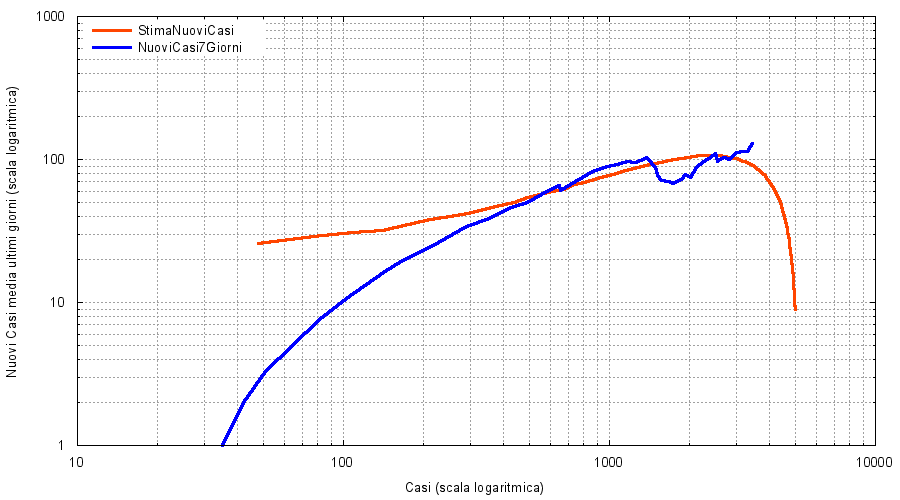 1000
StimaNuoviCasi
NuoviCasi7Giorni
100
10
1
10
100
1000
10000
Nuovi Casi media ultimi giorni (scala logaritmica)
Casi (scala logaritmica)